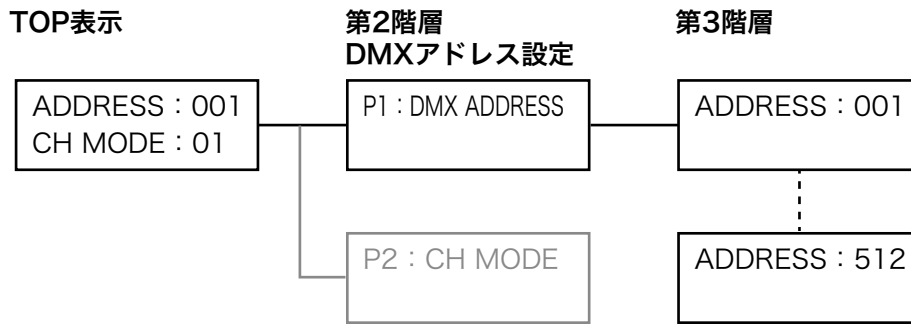 TOP表示
第2階層
DMXアドレス設定
第3階層
ADDRESS：001
CH MODE：01
P1：DMX ADDRESS
ADDRESS：001
P2：CH MODE
ADDRESS：512